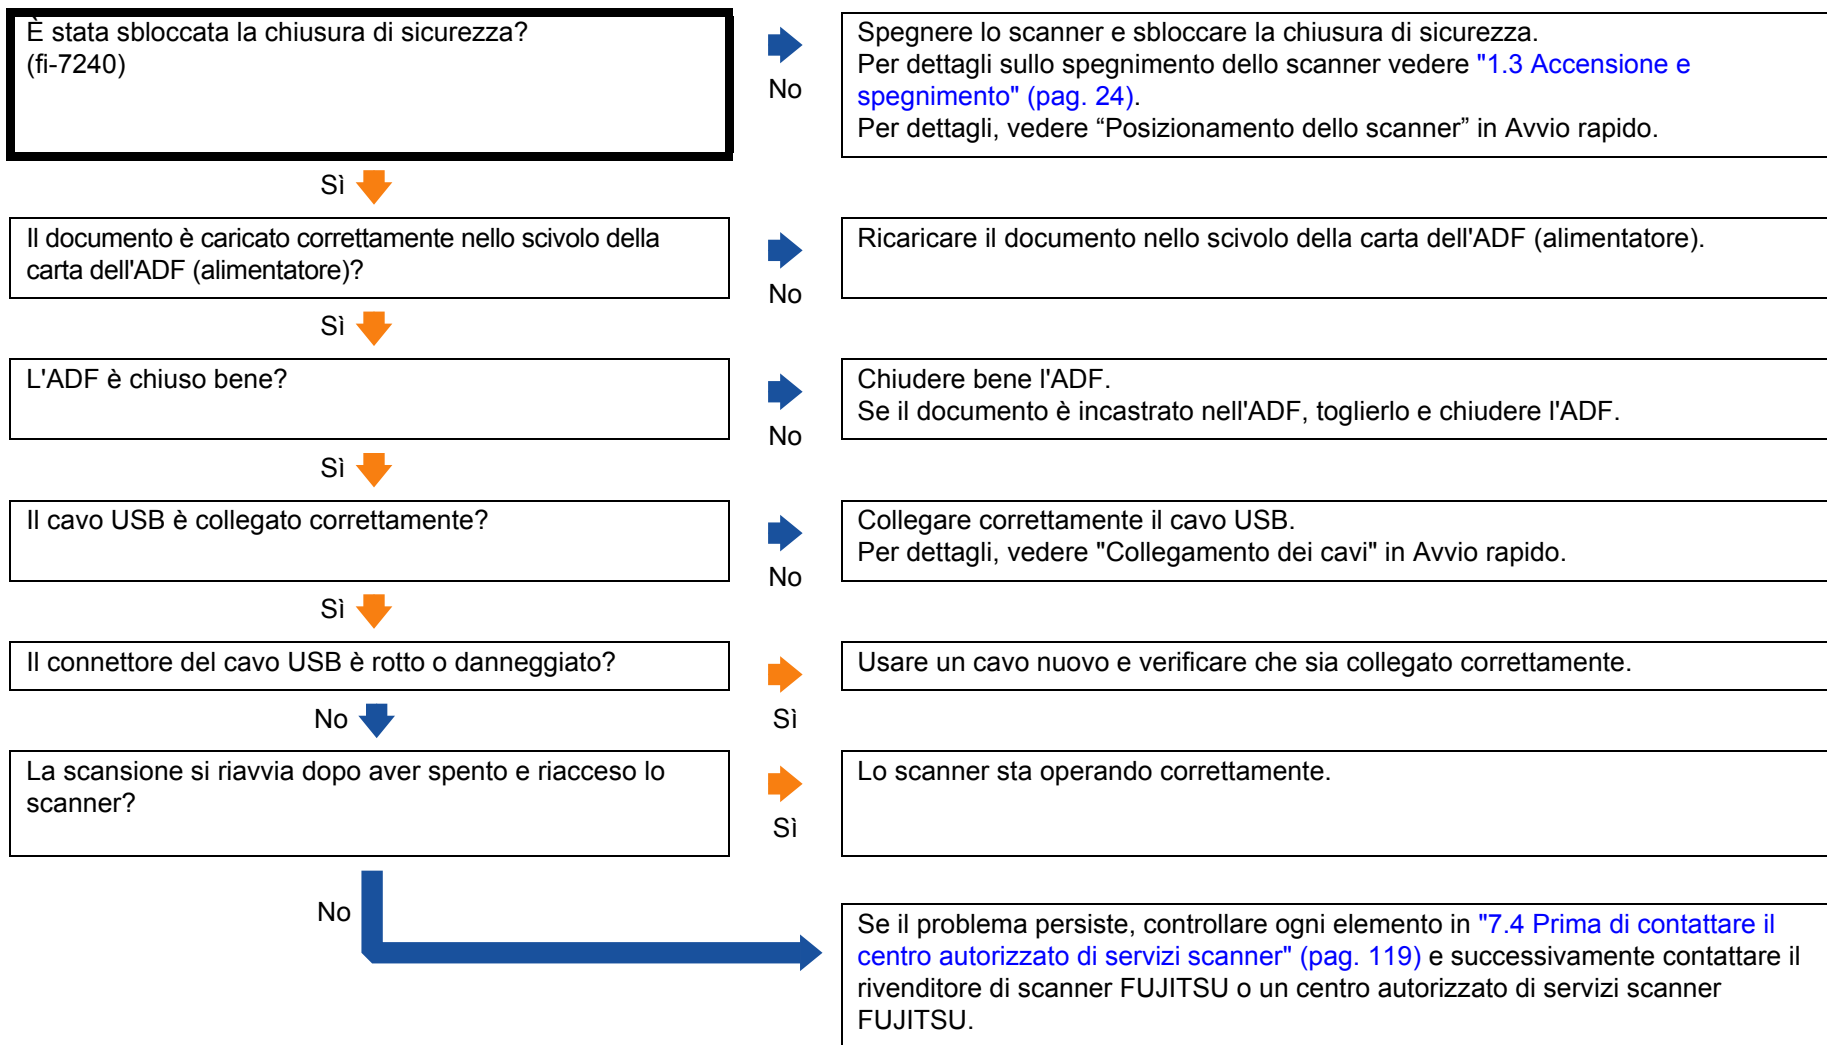 È stata sbloccata la chiusura di sicurezza?
(fi-7240)
No
Spegnere lo scanner e sbloccare la chiusura di sicurezza.
Per dettagli sullo spegnimento dello scanner vedere "1.3 Accensione e
spegnimento" (pag. 24).
Per dettagli, vedere “Posizionamento dello scanner” in Avvio rapido.
Sì
Il documento è caricato correttamente nello scivolo della
carta dell'ADF (alimentatore)?
No
Ricaricare il documento nello scivolo della carta dell'ADF (alimentatore).
Sì
L'ADF è chiuso bene?
No
Chiudere bene l'ADF.
Se il documento è incastrato nell'ADF, toglierlo e chiudere l'ADF.
Sì
Il cavo USB è collegato correttamente?
No
Collegare correttamente il cavo USB.
Per dettagli, vedere "Collegamento dei cavi" in Avvio rapido.
Sì
Il connettore del cavo USB è rotto o danneggiato?
Sì
Usare un cavo nuovo e verificare che sia collegato correttamente.
No
La scansione si riavvia dopo aver spento e riacceso lo
scanner?
Sì
Lo scanner sta operando correttamente.
No
Se il problema persiste, controllare ogni elemento in "7.4 Prima di contattare il
centro autorizzato di servizi scanner" (pag. 119) e successivamente contattare il
rivenditore di scanner FUJITSU o un centro autorizzato di servizi scanner
FUJITSU.